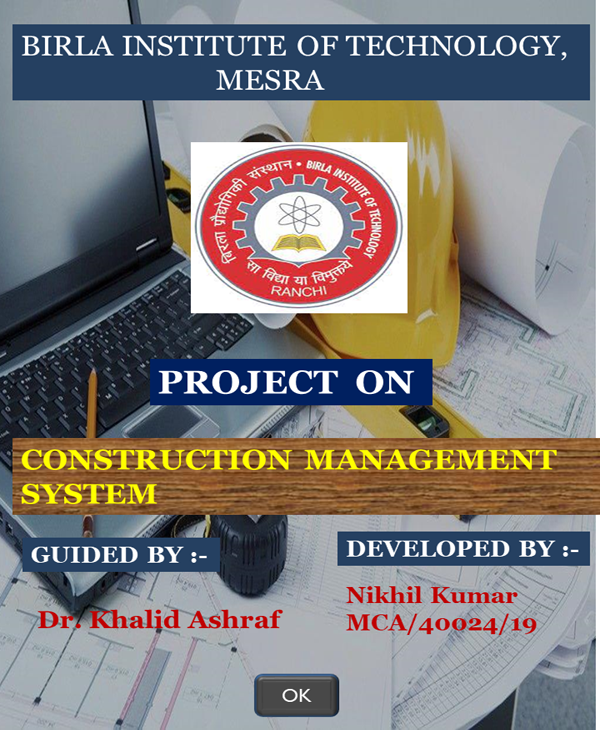 BIRLA INSTITUTE OF TECHNOLOGY,
MESRA
बिरला प्रौद्योगिकी संस्थान • BIRLA INSTITUTE OF TECHNOLOGY
सा विद्या या विमुक्तये
RANCHI
PROJECT ON
CONSTRUCTION MANAGEMENT
SYSTEM
GUIDED BY :-
Dr. Khalid Ashraf
DEVELOPED BY :-
Nikhil Kumar
MCA/40024/19
OK